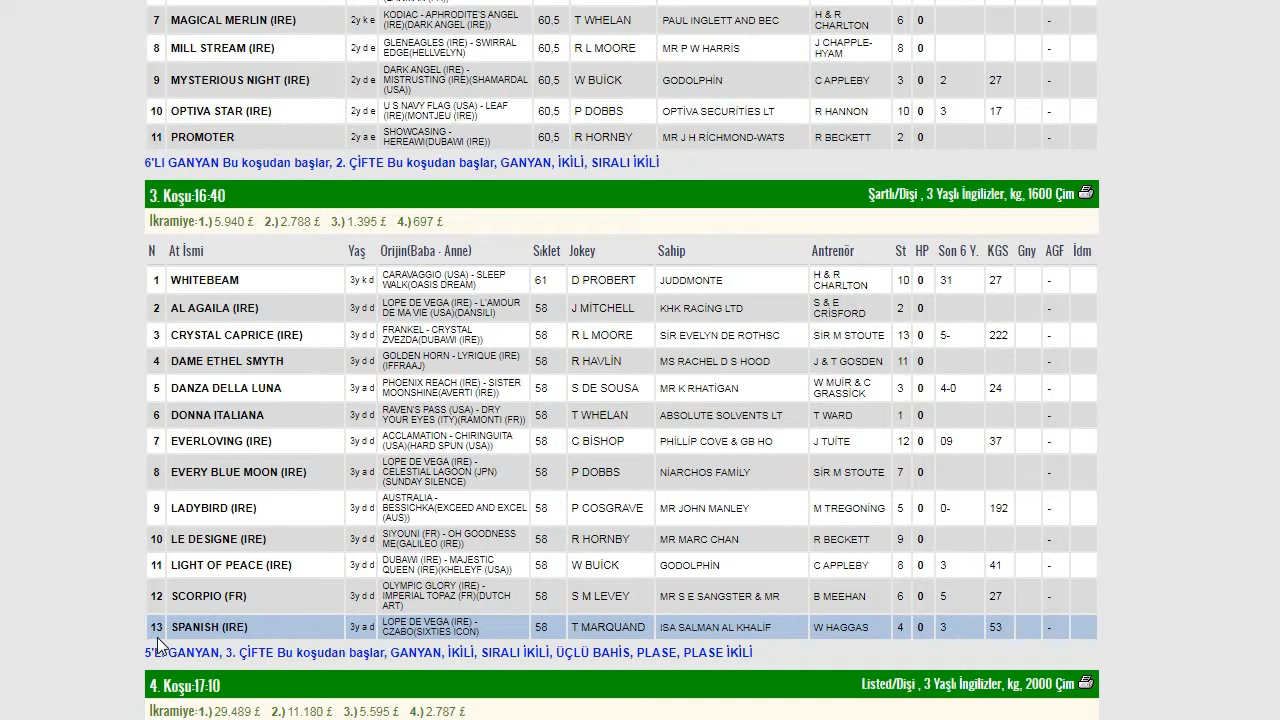 7 MAGICAL MERLIN (IRE) 2y k e KODIAC - APHRODITE'S ANGEL (IRE)(DARK ANGEL (IRE)) 60,5 T WHELAN PAUL INGLETT AND BEC H & R CHARLTON 6 0 -
8 MILL STREAM (IRE) 2y d e GLENEAGLES (IRE) - SWIRRAL EDGE(HELLVELYN) 60,5 R L MOORE MR P W HARRİS J CHAPPLE-HYAM 8 0 -
9 MYSTERIOUS NIGHT (IRE) 2y d e DARK ANGEL (IRE) - MISTRUSTING (IRE)(SHAMARDAL (USA)) 60,5 W BUİCK GODOLPHİN C APPLEBY 3 0 2 27 -
10 OPTIVA STAR (IRE) 2y d e U S NAVY FLAG (USA) - LEAF (IRE)(MONTJEU (IRE)) 60,5 P DOBBS OPTİVA SECURİTİES LT R HANNON 10 0 3 17 -
11 PROMOTER 2y a e SHOWCASING - HEREAWI(DUBAWI (IRE)) 60,5 R HORNBY MR J H RİCHMOND-WATS R BECKETT 2 0 -
6'LI GANYAN Bu koşudan başlar, 2. ÇİFTE Bu koşudan başlar, GANYAN, İKİLİ, SIRALI İKİLİ
3. Koşu:16:40 Şartlı/Dişi , 3 Yaşlı İngilizler, kg, 1600 Çim
İkramiye:1.) 5.940 £ 2.) 2.788 £ 3.) 1.395 £ 4.) 697 £
N At İsmi Yaş Orijin(Baba - Anne) Sıklet Jokey Sahip Antrenör St HP Son 6 Y. KGS Gny AGF İdm
1 WHITEBEAM 3y k d CARAVAGGIO (USA) - SLEEP WALK(OASIS DREAM) 61 D PROBERT JUDDMONTE H & R CHARLTON 10 0 31 27 -
2 AL AGAILA (IRE) 3y d d LOPE DE VEGA (IRE) - L'AMOUR DE MA VIE (USA)(DANSILI) 58 J MİTCHELL KHK RACİNG LTD S & E CRISFORD 2 0 -
3 CRYSTAL CAPRICE (IRE) 3y d d FRANKEL - CRYSTAL ZVEZDA(DUBAWI (IRE)) 58 R L MOORE SİR EVELYN DE ROTHSC SİR M STOUTE 13 0 5- 222 -
4 DAME ETHEL SMYTH 3y d d GOLDEN HORN - LYRIQUE (IRE)(IFFRAAJ) 58 R HAVLİN MS RACHEL D S HOOD J & T GOSDEN 11 0 -
5 DANZA DELLA LUNA 3y a d PHOENIX REACH (IRE) - SISTER MOONSHINE(AVERTI (IRE)) 58 S DE SOUSA MR K RHATİGAN W MUİR & C GRASSİCK 3 0 4-0 24 -
6 DONNA ITALIANA 3y d d RAVEN'S PASS (USA) - DRY YOUR EYES (ITY)(RAMONTI (FR)) 58 T WHELAN ABSOLUTE SOLVENTS LT T WARD 1 0 -
7 EVERLOVING (IRE) 3y d d ACCLAMATION - CHIRINGUITA (USA)(HARD SPUN (USA)) 58 C BİSHOP PHİLLİP COVE & GB HO J TUİTE 12 0 09 37 -
8 EVERY BLUE MOON (IRE) 3y a d LOPE DE VEGA (IRE) - CELESTIAL LAGOON (JPN)(SUNDAY SILENCE) 58 P DOBBS NİARCHOS FAMİLY SİR M STOUTE 7 0 -
9 LADYBIRD (IRE) 3y d d AUSTRALIA - BESSICHKA(EXCEED AND EXCEL (AUS)) 58 P COSGRAVE MR JOHN MANLEY M TREGONİNG 5 0 0- 192 -
10 LE DESIGNE (IRE) 3y d d SIYOUNI (FR) - OH GOODNESS ME(GALILEO (IRE)) 58 R HORNBY MR MARC CHAN R BECKETT 9 0 -
11 LIGHT OF PEACE (IRE) 3y d d DUBAWI (IRE) - MAJESTIC QUEEN (IRE)(KHELEYF (USA)) 58 W BUİCK GODOLPHİN C APPLEBY 8 0 3 41 -
12 SCORPIO (FR) 3y d d OLYMPIC GLORY (IRE) - IMPERIAL TOPAZ (FR)(DUTCH ART) 58 S M LEVEY MR S E SANGSTER & MR B MEEHAN 6 0 5 27 -
13 SPANISH (IRE) 3y a d LOPE DE VEGA (IRE) - CZABO(SIXTIES ICON) 58 T MARQUAND ISA SALMAN AL KHALİF W HAGGAS 4 0 3 53 -
5'Lİ GANYAN, 3. ÇİFTE Bu koşudan başlar, GANYAN, İKİLİ, SIRALI İKİLİ, ÜÇLÜ BAHİS, PLASE, PLASE İKİLİ
4. Koşu:17:10 Listed/Dişi , 3 Yaşlı İngilizler, kg, 2000 Çim
İkramiye:1.) 29.489 £ 2.) 11.180 £ 3.) 5.595 £ 4.) 2.787 £